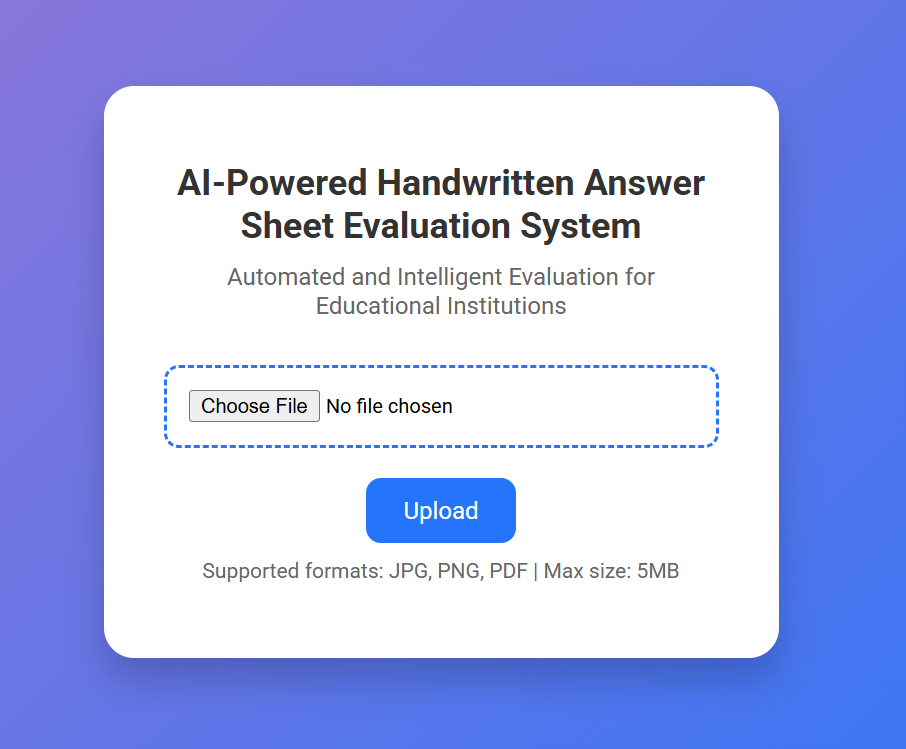 AI-Powered Handwritten Answer
Sheet Evaluation System
Automated and Intelligent Evaluation for
Educational Institutions
Choose File No file chosen
Upload
Supported formats: JPG, PNG, PDF | Max size: 5MB